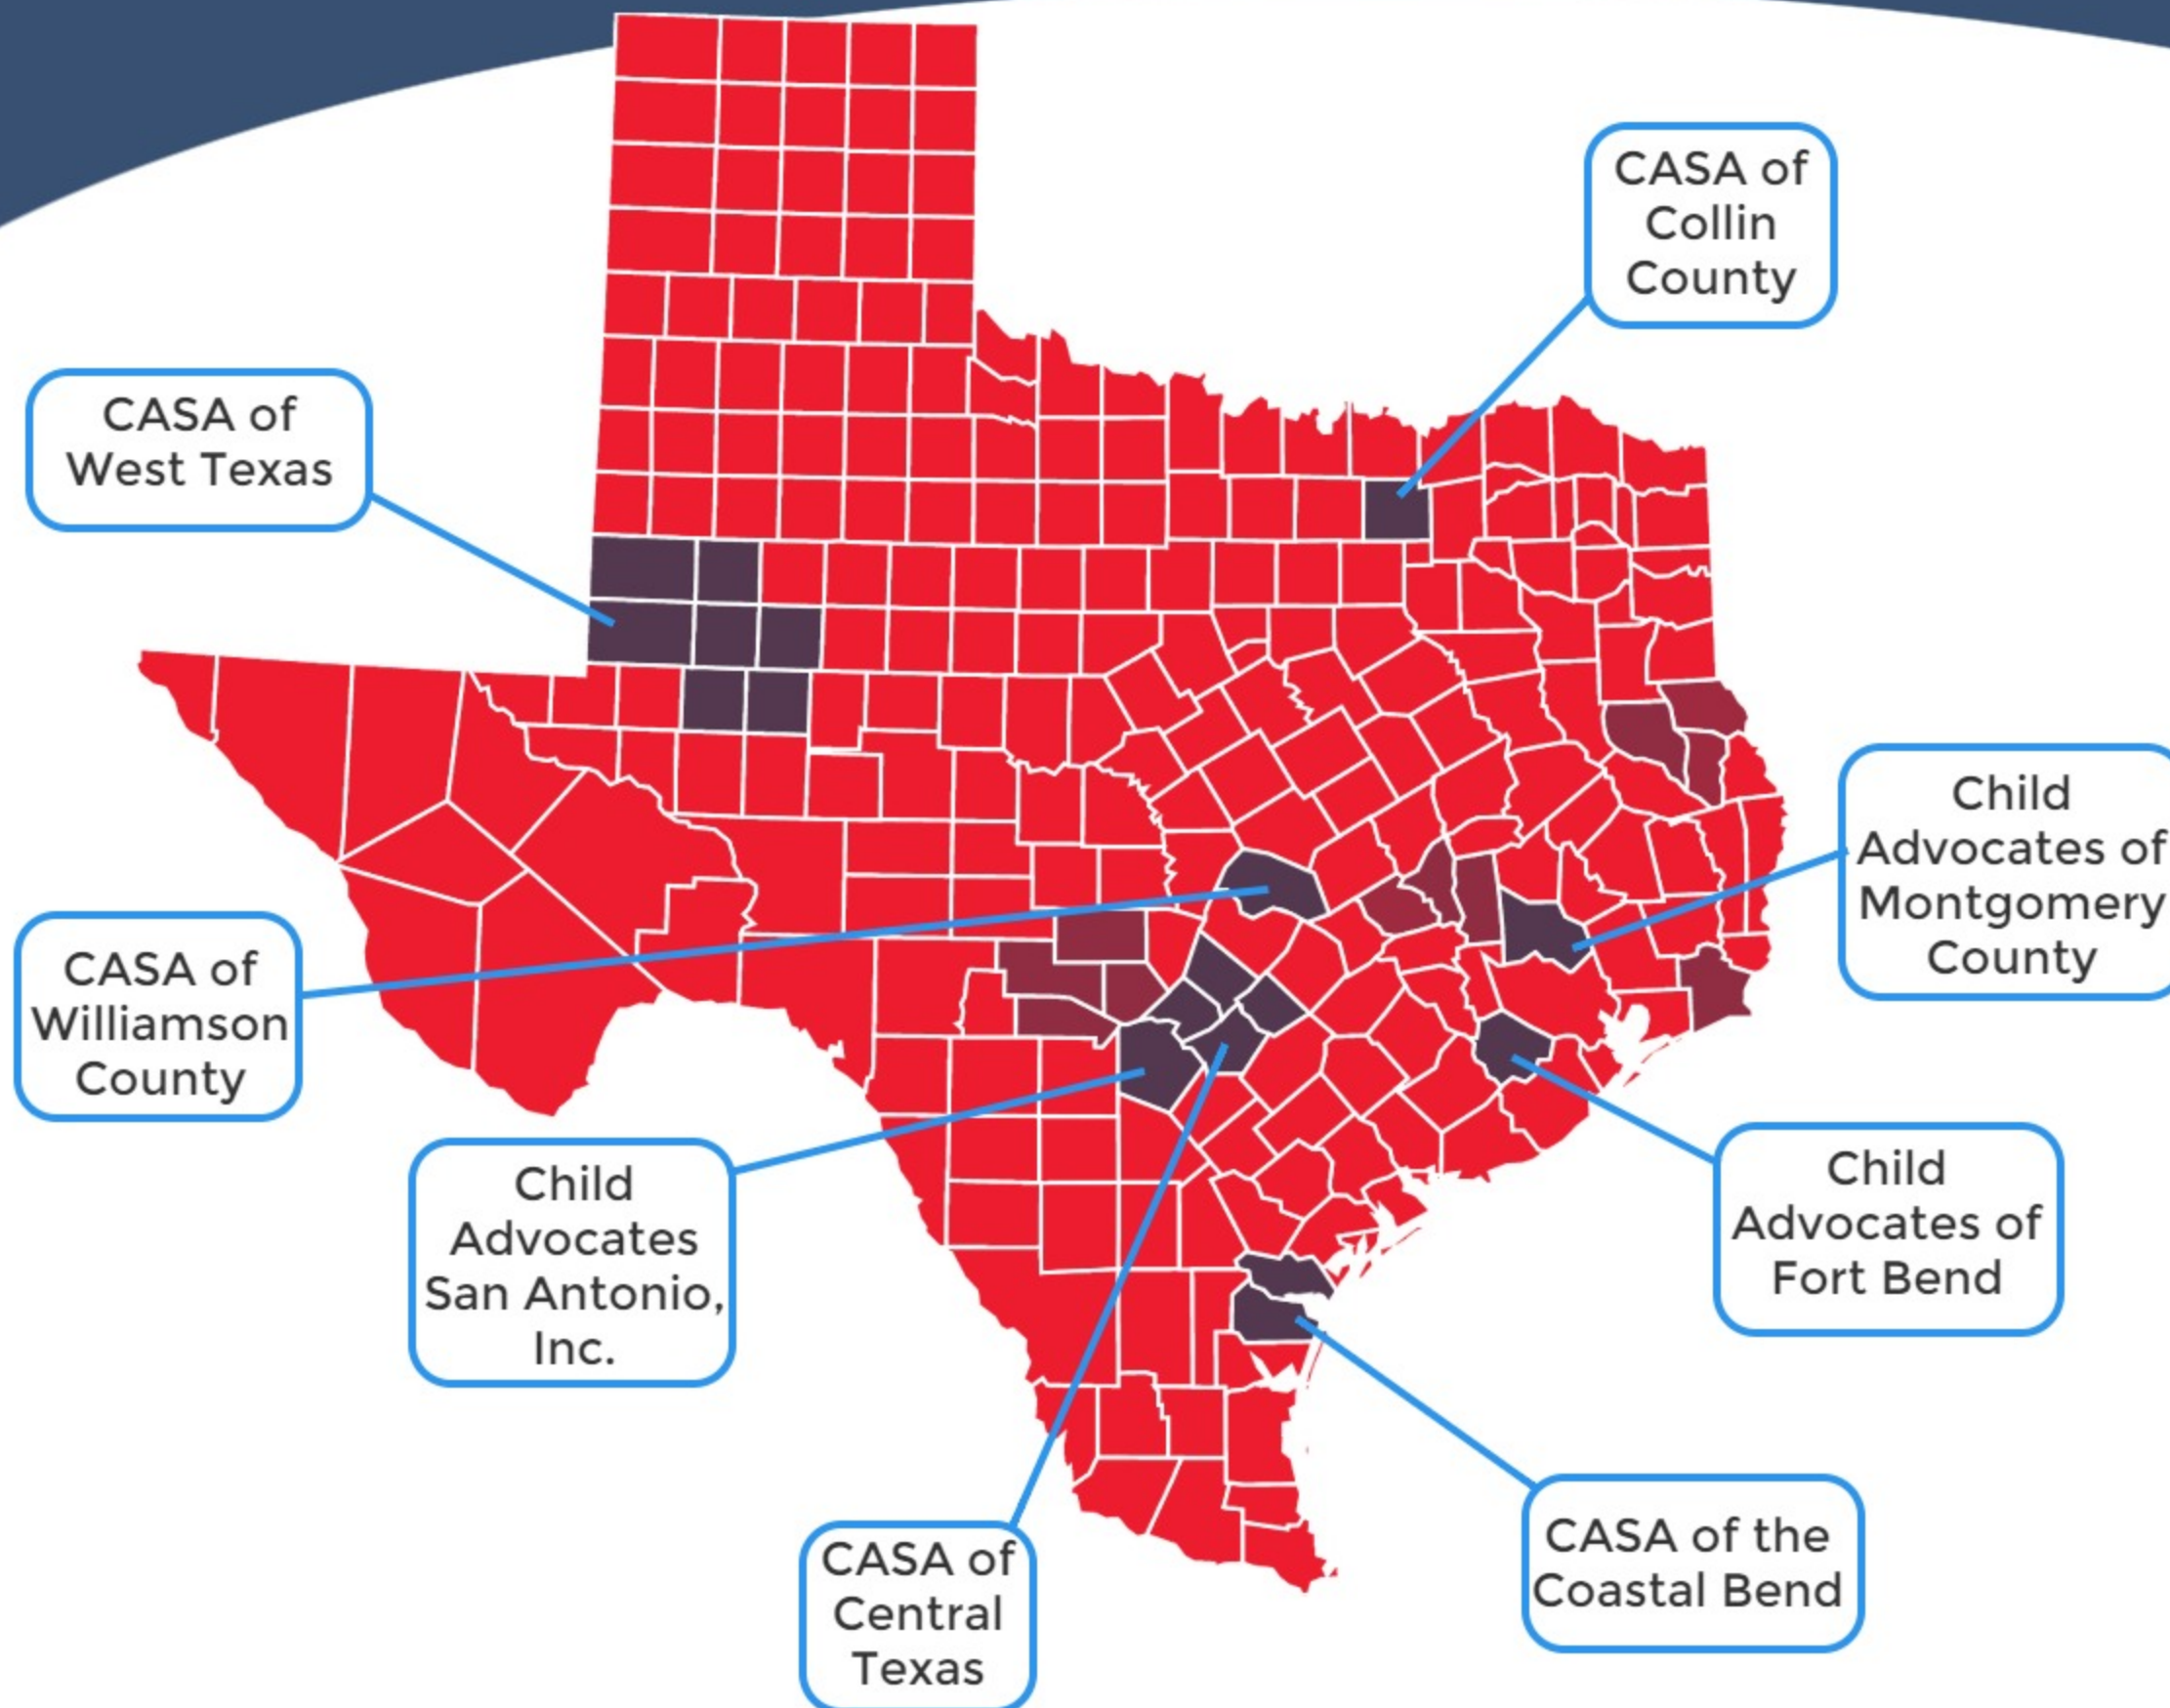 CASA of
Collin
County
CASA of
West Texas
Child
Advocates of
Montgomery
County
CASA of
Williamson
County
Child
Advocates
San Antonio,
Inc.
Child
Advocates of
Fort Bend
CASA of the
Coastal Bend
CASA of
Central
Texas